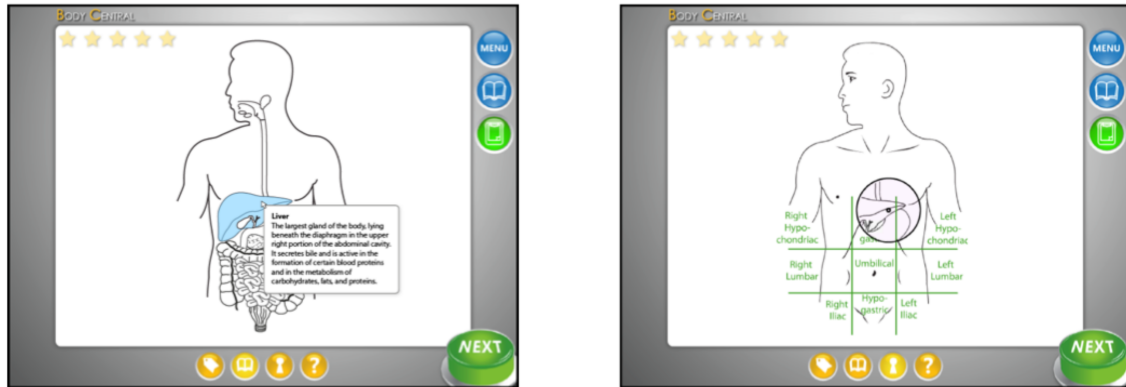 BODY CENTRAL
MENU
Liver
The largest gland of the body, lying
beneath the diaphragm in the upper
right portion of the abdominal cavity.
It secretes bile and is active in the
formation of certain blood proteins
and in the metabolism of
carbohydrates, fats, and proteins.
?
NEXT
BODY CENTRAL
MENU
Right
Hypo-
chondriac
gas
Left
Hypo-
chondriac
Right
Lumbar
Umbilical
Left
Lumbar
Right
Iliac
Hypo-
gastric
Left
Iliac
?
NEXT